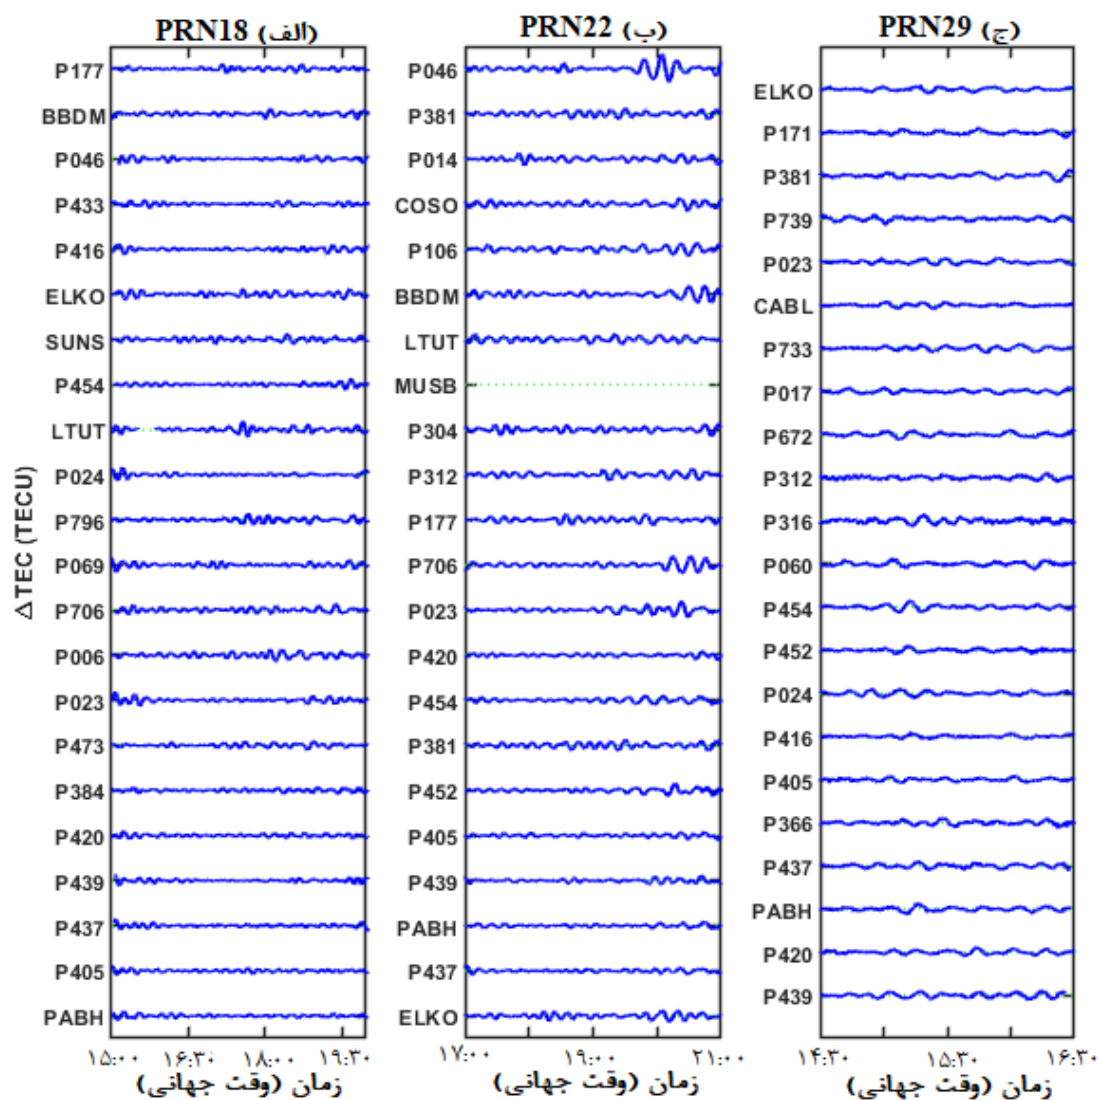 PRN18 (الف)
PRN22 (ب)
PRN29 (ج)
ΔTEC (TECU)
P177
BBDM
P046
P433
P416
ELKO
SUNS
P454
LTUT
P024
P796
P069
P706
P006
P023
P473
P384
P420
P439
P437
P405
PABH
۱۵:۰۰ ۱۶:۳۰ ۱۸:۰۰ ۱۹:۳۰
زمان (وقت جهانی)
P046
P381
P014
COSO
P106
BBDM
LTUT
MUSB
P304
P312
P177
P706
P023
P420
P454
P381
P452
P405
P439
PABH
P437
ELKO
۱۷:۰۰ ۱۹:۰۰ ۲۱:۰۰
زمان (وقت جهانی)
ELKO
P171
P381
P739
P023
CABL
P733
P017
P672
P312
P316
P060
P454
P452
P024
P416
P405
P366
P437
PABH
P420
P439
۱۴:۳۰ ۱۵:۳۰ ۱۶:۳۰
زمان (وقت جهانی)